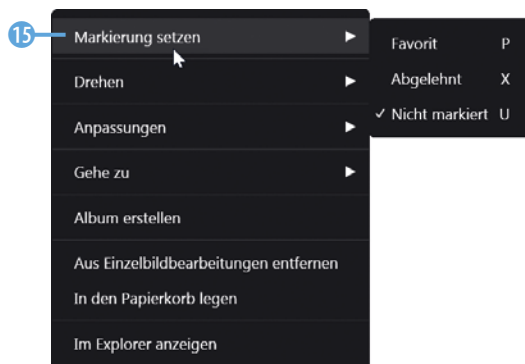 15
Markierung setzen
Favorit P
Abgelehnt X
✓ Nicht markiert U
Drehen
Anpassungen
Gehe zu
Album erstellen
Aus Einzelbildbearbeitungen entfernen
In den Papierkorb legen
Im Explorer anzeigen